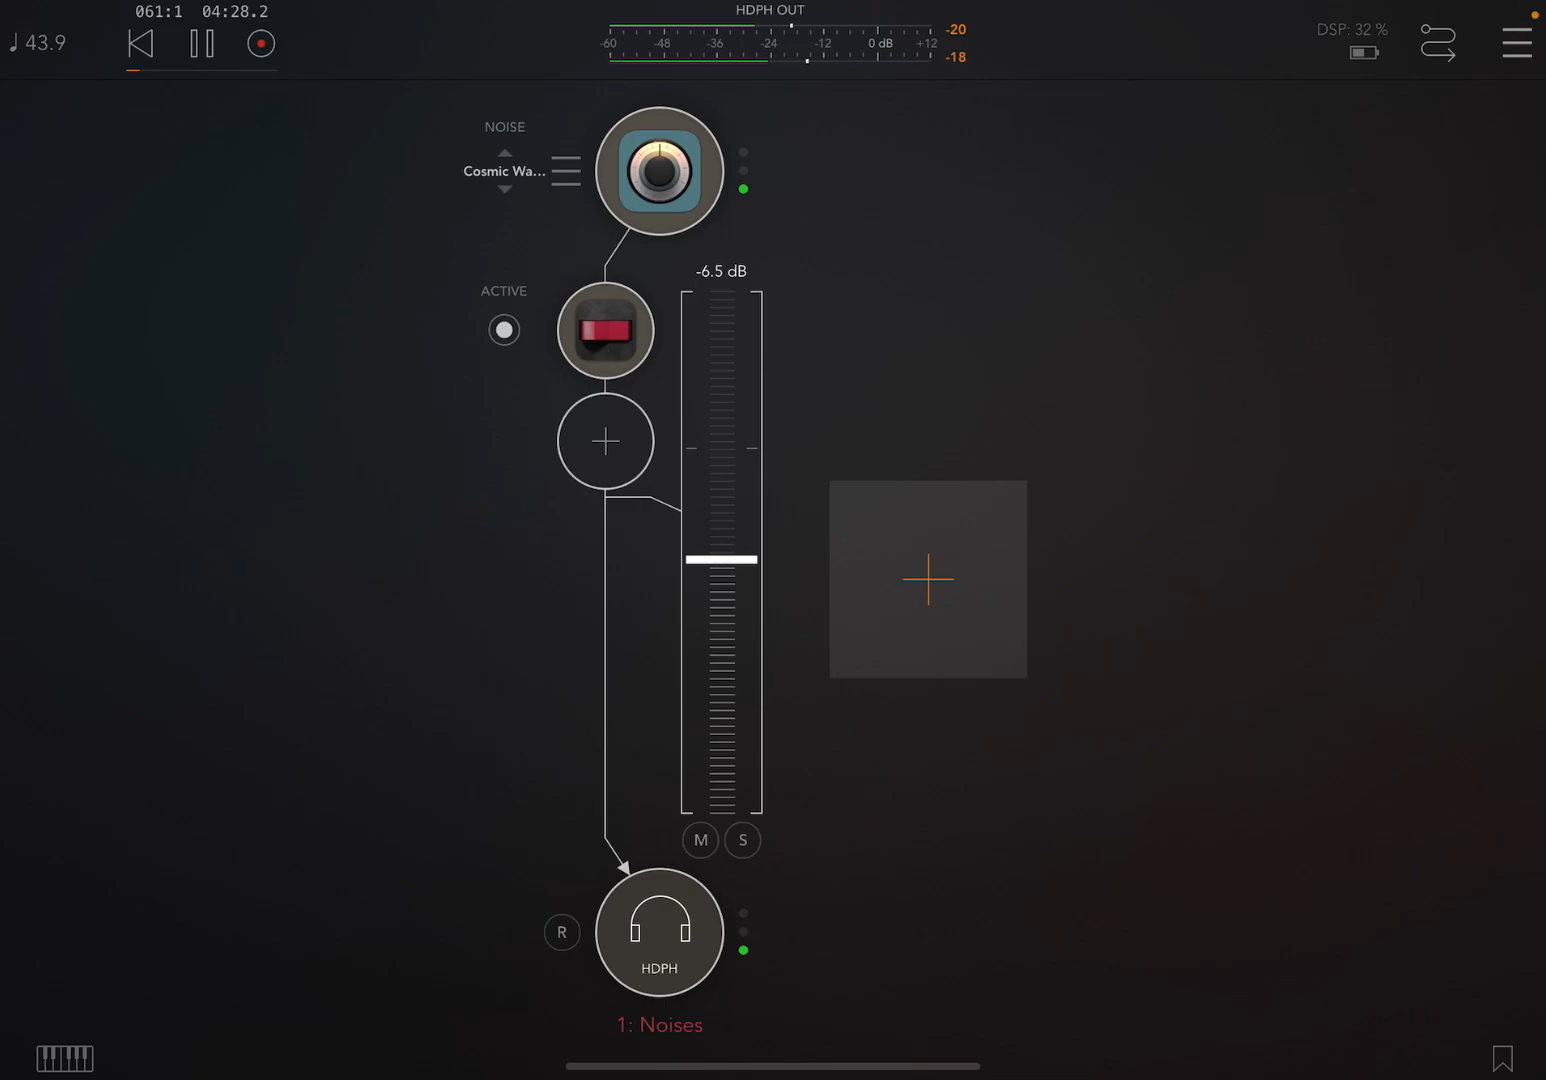 061:1 04:28.2
♩ 43.9
HDPH OUT
-60 -48 -36 -24 -12 0 dB +12
-20
-18
DSP: 32 %
NOISE
Cosmic Wa...
-6.5 dB
ACTIVE
M S
R
HDPH
1: Noises